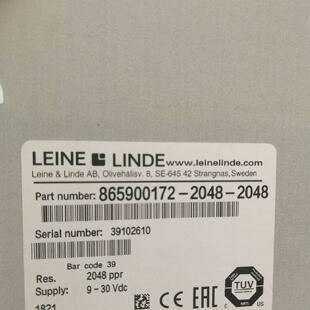 LEINE LINDE www.leinelinde.com
Leine & Linde AB, Olivehällsv. 8, SE-645 42 Strangnas, Sweden
Part number: 865900172-2048-2048
Serial number: 39102610
Bar code 39
Res. 2048 ppr
Supply: 9-30 Vdc
1821
CE EAC TUV